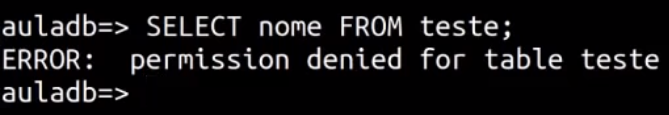 auladb=> SELECT nome FROM teste;
ERROR:  permission denied for table teste
auladb=>